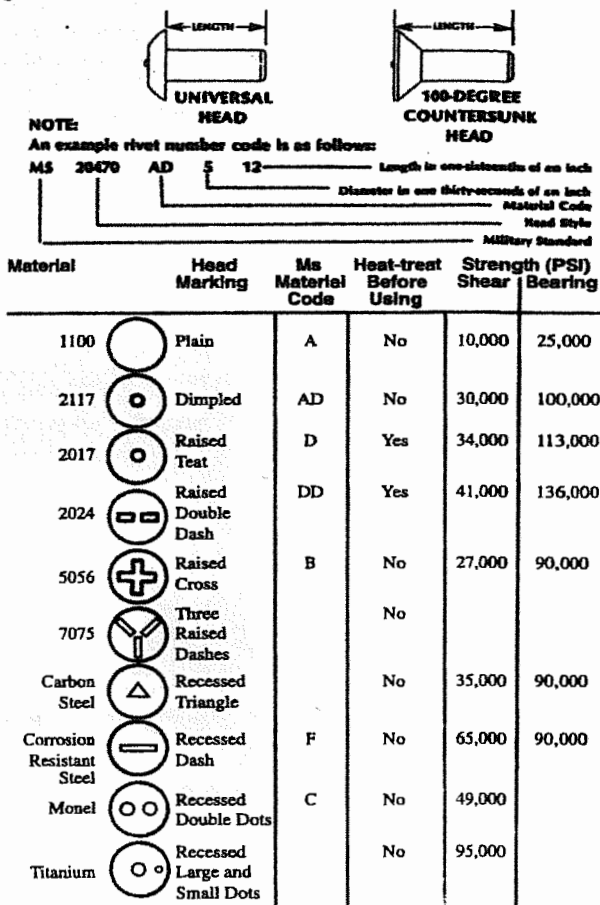 LENGTH LENGTH
UNIVERSAL HEAD
100-DEGREE COUNTERSUNK HEAD
NOTE:
An example rivet number code is as follows:
MS 20470 AD 5 12 Length in one-sixteenths of an inch
Diameter in one thirty-seconds of an inch
Material Code
Head Style
Military Standard
Material Head Marking Ms Material Code Heat-treat Before Using Strength (PSI) Shear Bearing
1100 Plain A No 10,000 25,000
2117 Dimpled AD No 30,000 100,000
2017 Raised Teat D Yes 34,000 113,000
2024 Raised Double Dash DD Yes 41,000 136,000
5056 Raised Cross B No 27,000 90,000
7075 Three Raised Dashes No
Carbon Steel Recessed Triangle No 35,000 90,000
Corrosion Resistant Steel Recessed Dash F No 65,000 90,000
Monel Recessed Double Dots C No 49,000
Titanium Recessed Large and Small Dots No 95,000